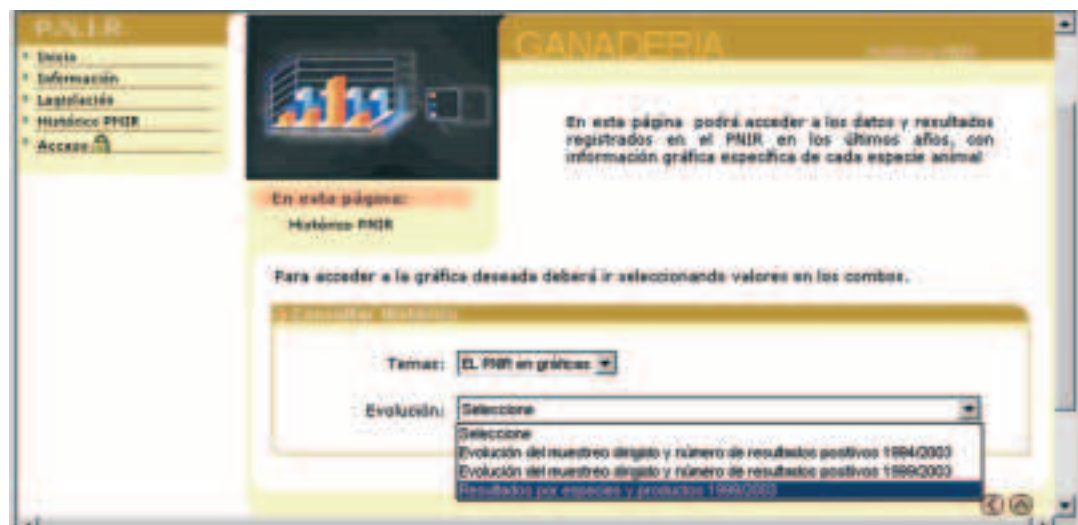 P.N.I.R.
Inicio
Información
Legislación
Histórico PNIR
Acceso
GANADERIA
En esta página podrá acceder a los datos y resultados
registrados en el PNIR en los últimos años, con
información gráfica específica de cada especie animal
En esta página:
Histórico PNIR
Para acceder a la gráfica deseada deberá ir seleccionando valores en los combos.
Consultar Histórico
Temas: EL PNIR en gráficas
Evolución: Seleccione
Seleccione
Evolución del muestreo dirigido y número de resultados positivos 1994/2003
Evolución del muestreo dirigido y número de resultados positivos 1999/2003
Resultados por especies y productos 1999/2003